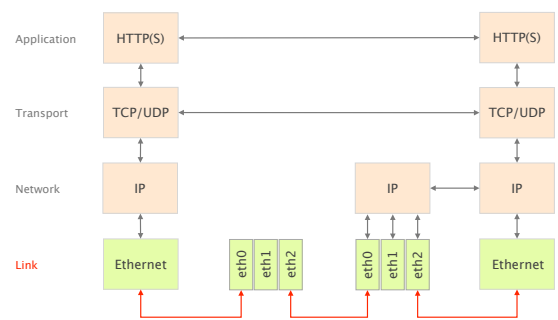 Application
HTTP(S)
HTTP(S)
Transport
TCP/UDP
TCP/UDP
Network
IP
IP
IP
Link
Ethernet
eth0
eth1
eth2
eth0
eth1
eth2
Ethernet